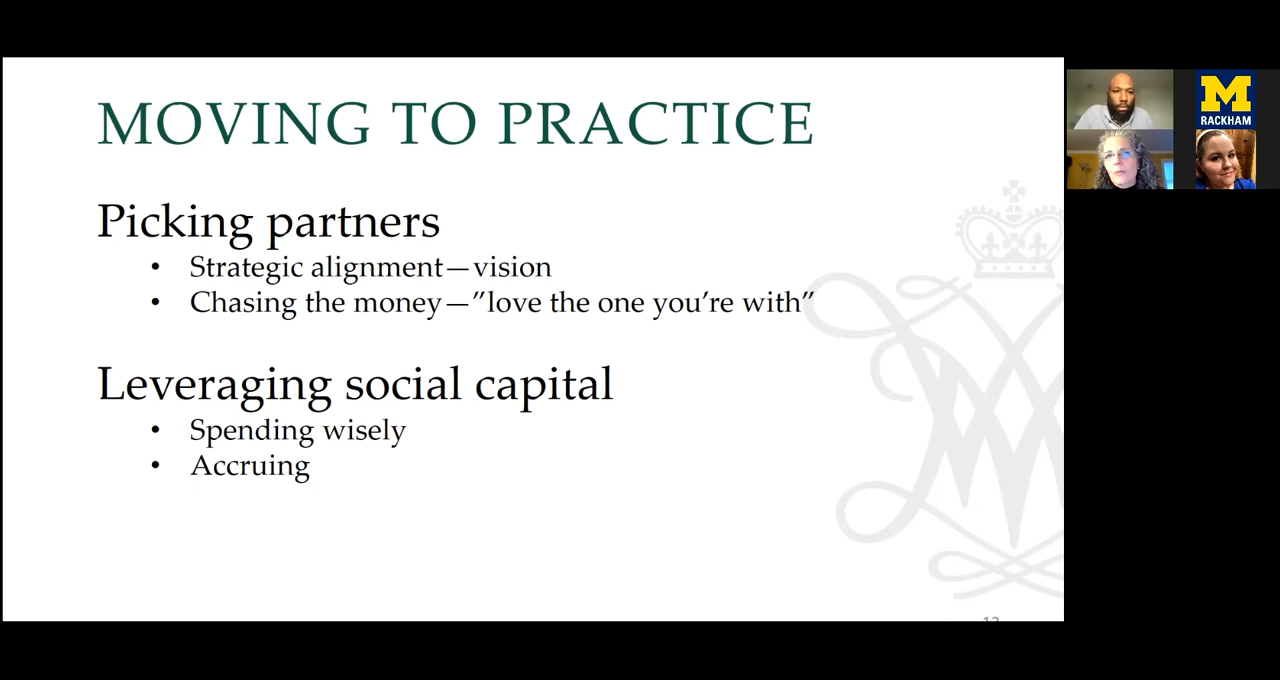 MOVING TO PRACTICE
Picking partners
• Strategic alignment—vision
• Chasing the money—”love the one you’re with”
Leveraging social capital
• Spending wisely
• Accruing
M
RACKHAM